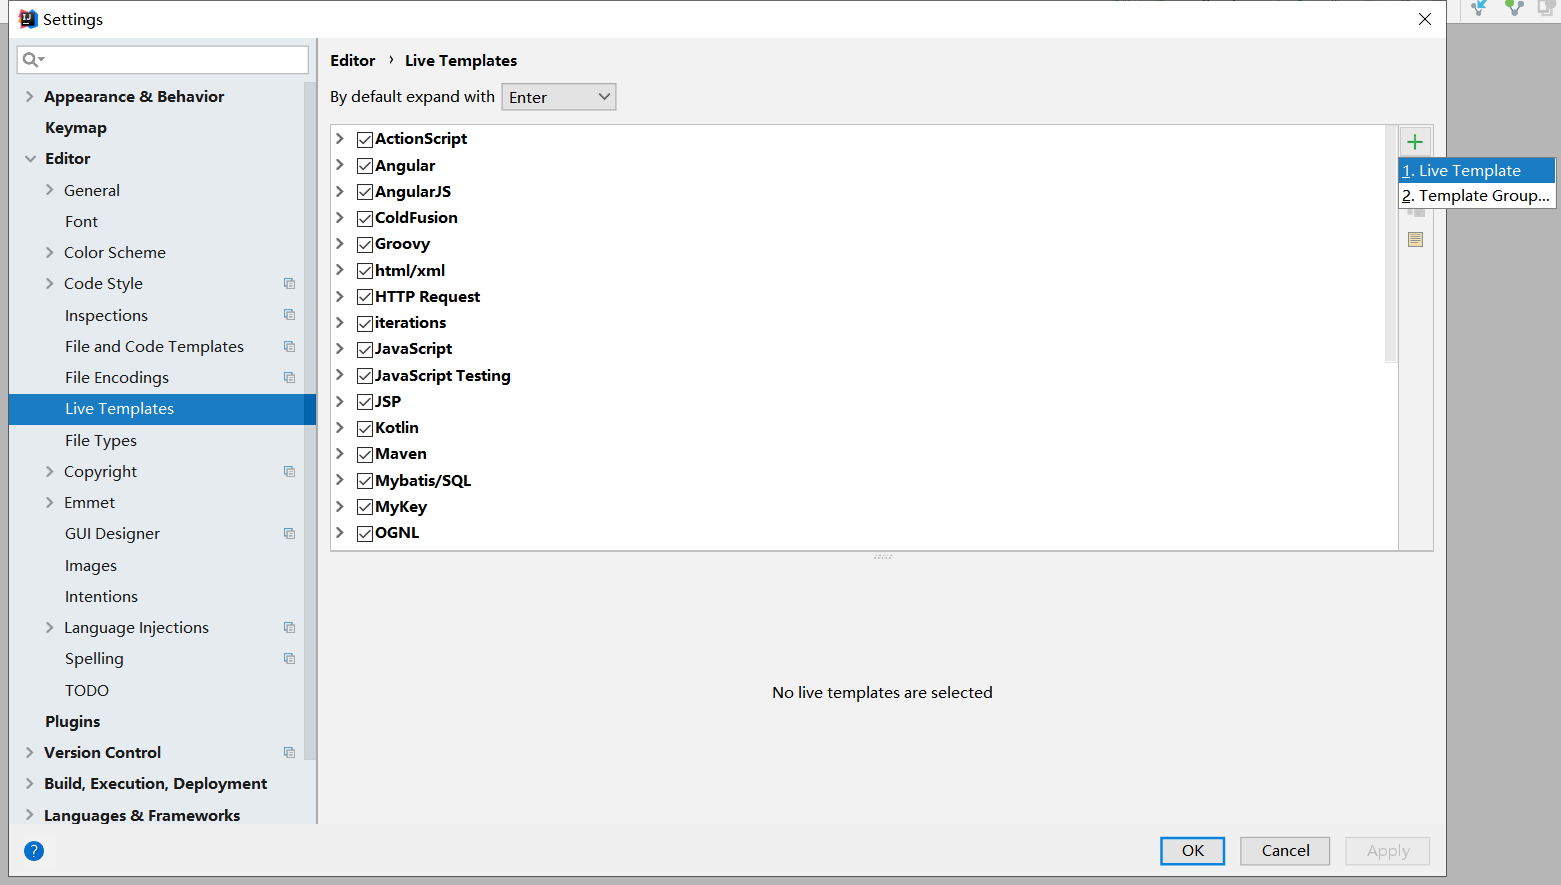 Settings
Appearance & Behavior
Keymap
Editor
General
Font
Color Scheme
Code Style
Inspections
File and Code Templates
File Encodings
Live Templates
File Types
Copyright
Emmet
GUI Designer
Images
Intentions
Language Injections
Spelling
TODO
Plugins
Version Control
Build, Execution, Deployment
Languages & Frameworks
Editor › Live Templates
By default expand with Enter
ActionScript
Angular
AngularJS
ColdFusion
Groovy
html/xml
HTTP Request
iterations
JavaScript
JavaScript Testing
JSP
Kotlin
Maven
Mybatis/SQL
MyKey
OGNL
1. Live Template
2. Template Group...
No live templates are selected
?
OK
Cancel
Apply